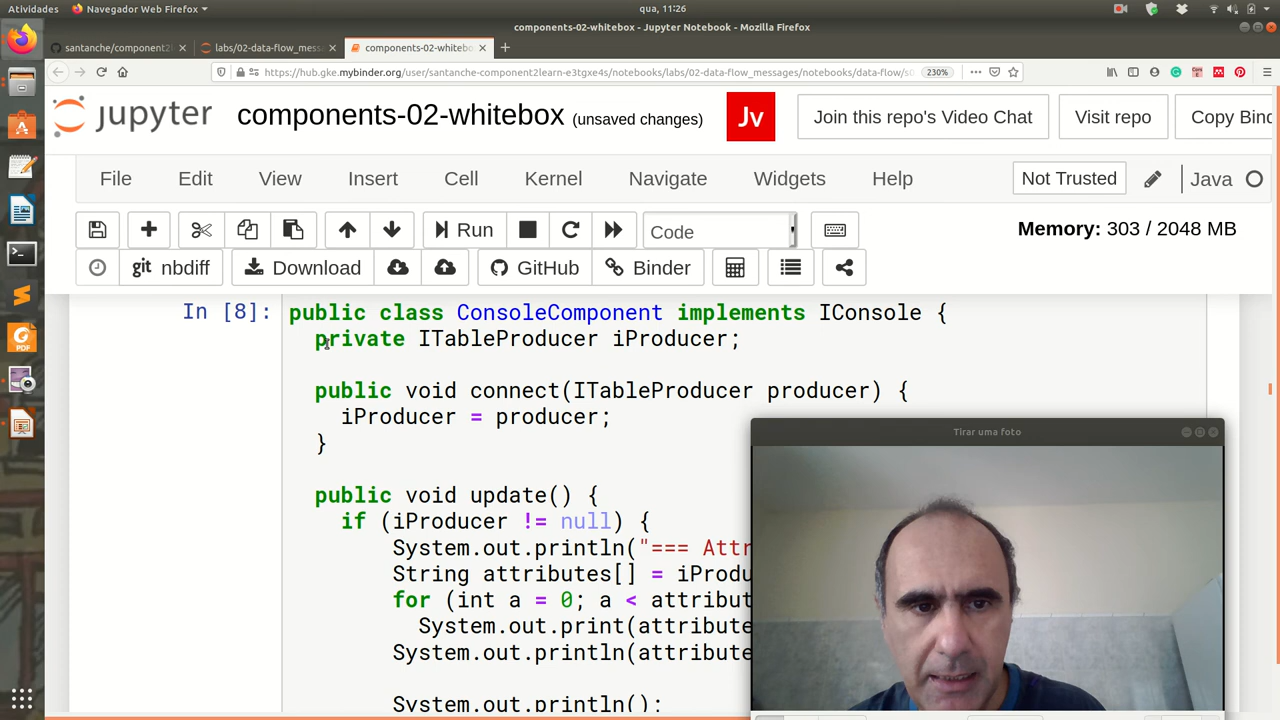 Atividades
Navegador Web Firefox
qua, 11:26
components-02-whitebox - Jupyter Notebook - Mozilla Firefox
santanche/component2l
labs/02-data-flow_mess
components-02-whitebo
https://hub.gke.mybinder.org/user/santanche-component2learn-e3tgxe4s/notebooks/labs/02-data-flow_messages/notebooks/data-flow/s0
230%
jupyter components-02-whitebox (unsaved changes)
Jv
Join this repo's Video Chat
Visit repo
Copy Bind
File Edit View Insert Cell Kernel Navigate Widgets Help
Not Trusted
Java
Run
Code
Memory: 303 / 2048 MB
git nbdiff
Download
GitHub
Binder
In [8]:
public class ConsoleComponent implements IConsole {
private ITableProducer iProducer;
public void connect(ITableProducer producer) {
iProducer = producer;
}
public void update() {
if (iProducer != null) {
System.out.println("=== Attr
String attributes[] = iProdu
for (int a = 0; a < attribut
System.out.print(attribute
System.out.println(attribute
System.out.println();
Tirar uma foto